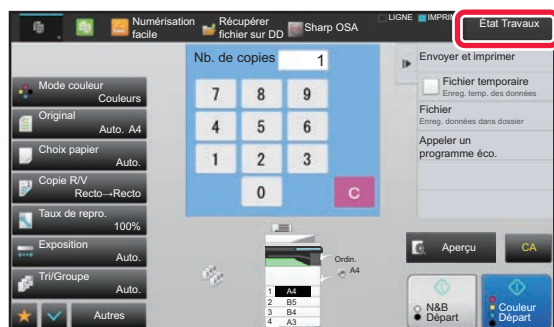 Numérisation
facile
Récupérer
fichier sur DD
Sharp OSA
LIGNE
IMPRIM
État Travaux
Mode couleur
Couleurs
Original
Auto. A4
Choix papier
Auto.
Copie R/V
Recto→Recto
Taux de repro.
100%
Exposition
Auto.
Tri/Groupe
Auto.
Autres
Nb. de copies
1
7 8 9
4 5 6
1 2 3
0 C
Ordin.
A4
1 A4
2 B5
3 B4
4 A3
Envoyer et imprimer
Fichier temporaire
Enreg. temp. des données
Fichier
Enreg. données dans dossier
Appeler un
programme éco.
Aperçu
CA
N&B
Départ
Couleur
Départ